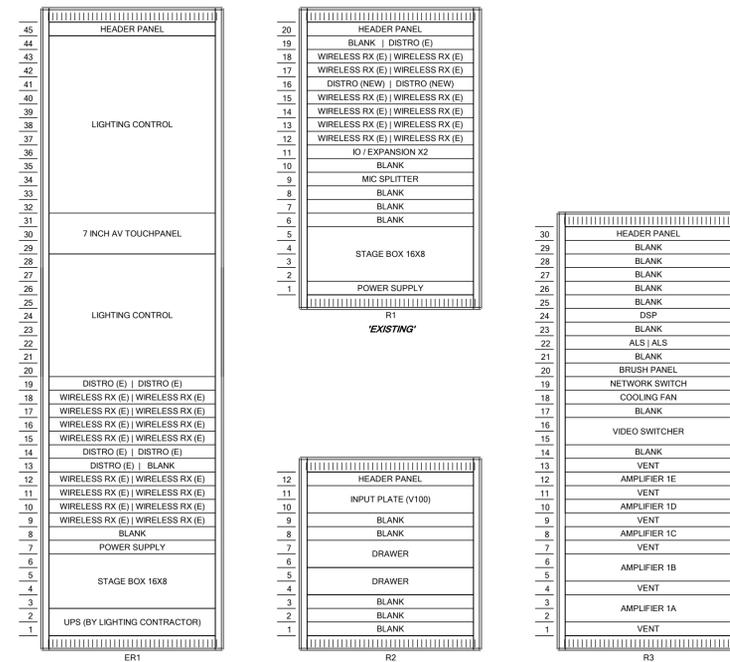 45
HEADER PANEL
44
43
42
41
40
39
38
LIGHTING CONTROL
37
36
35
34
33
32
31
30
7 INCH AV TOUCHPANEL
29
28
27
26
25
24
LIGHTING CONTROL
23
22
21
20
19
DISTRO (E) | DISTRO (E)
18
WIRELESS RX (E) | WIRELESS RX (E)
17
WIRELESS RX (E) | WIRELESS RX (E)
16
WIRELESS RX (E) | WIRELESS RX (E)
15
WIRELESS RX (E) | WIRELESS RX (E)
14
DISTRO (E) | DISTRO (E)
13
DISTRO (E) | BLANK
12
WIRELESS RX (E) | WIRELESS RX (E)
11
WIRELESS RX (E) | WIRELESS RX (E)
10
WIRELESS RX (E) | WIRELESS RX (E)
9
WIRELESS RX (E) | WIRELESS RX (E)
8
BLANK
7
POWER SUPPLY
6
5
STAGE BOX 16X8
4
3
2
UPS (BY LIGHTING CONTRACTOR)
1
ER1
20
HEADER PANEL
19
BLANK | DISTRO (E)
18
WIRELESS RX (E) | WIRELESS RX (E)
17
WIRELESS RX (E) | WIRELESS RX (E)
16
DISTRO (NEW) | DISTRO (NEW)
15
WIRELESS RX (E) | WIRELESS RX (E)
14
WIRELESS RX (E) | WIRELESS RX (E)
13
WIRELESS RX (E) | WIRELESS RX (E)
12
WIRELESS RX (E) | WIRELESS RX (E)
11
IO / EXPANSION X2
10
BLANK
9
MIC SPLITTER
8
BLANK
7
BLANK
6
BLANK
5
4
STAGE BOX 16X8
3
2
1
POWER SUPPLY
R1
'EXISTING'
12
HEADER PANEL
11
INPUT PLATE (V100)
10
9
BLANK
8
BLANK
7
DRAWER
6
5
DRAWER
4
3
BLANK
2
BLANK
1
BLANK
R2
30
HEADER PANEL
29
BLANK
28
BLANK
27
BLANK
26
BLANK
25
BLANK
24
DSP
23
BLANK
22
ALS | ALS
21
BLANK
20
BRUSH PANEL
19
NETWORK SWITCH
18
COOLING FAN
17
BLANK
16
VIDEO SWITCHER
15
14
BLANK
13
VENT
12
AMPLIFIER 1E
11
VENT
10
AMPLIFIER 1D
9
VENT
8
AMPLIFIER 1C
7
VENT
6
AMPLIFIER 1B
5
4
VENT
3
AMPLIFIER 1A
2
1
VENT
R3